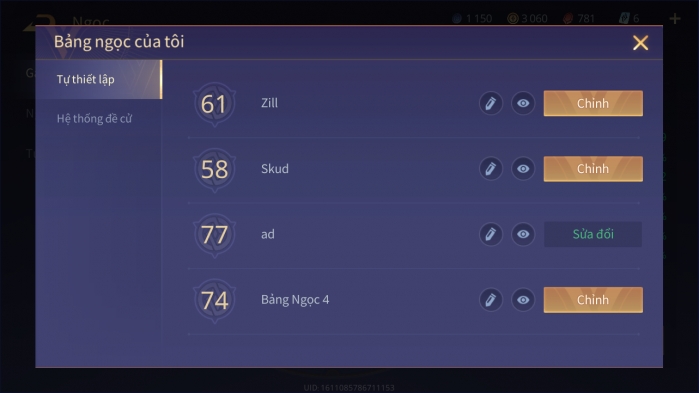 Ngọc
1 150
3 060
781
6
Bảng ngọc của tôi
Tự thiết lập
Hệ thống đề cử
61
Zill
Chỉnh
58
Skud
Chỉnh
77
ad
Sửa đổi
74
Bảng Ngọc 4
Chỉnh
UID: 1611085786711153